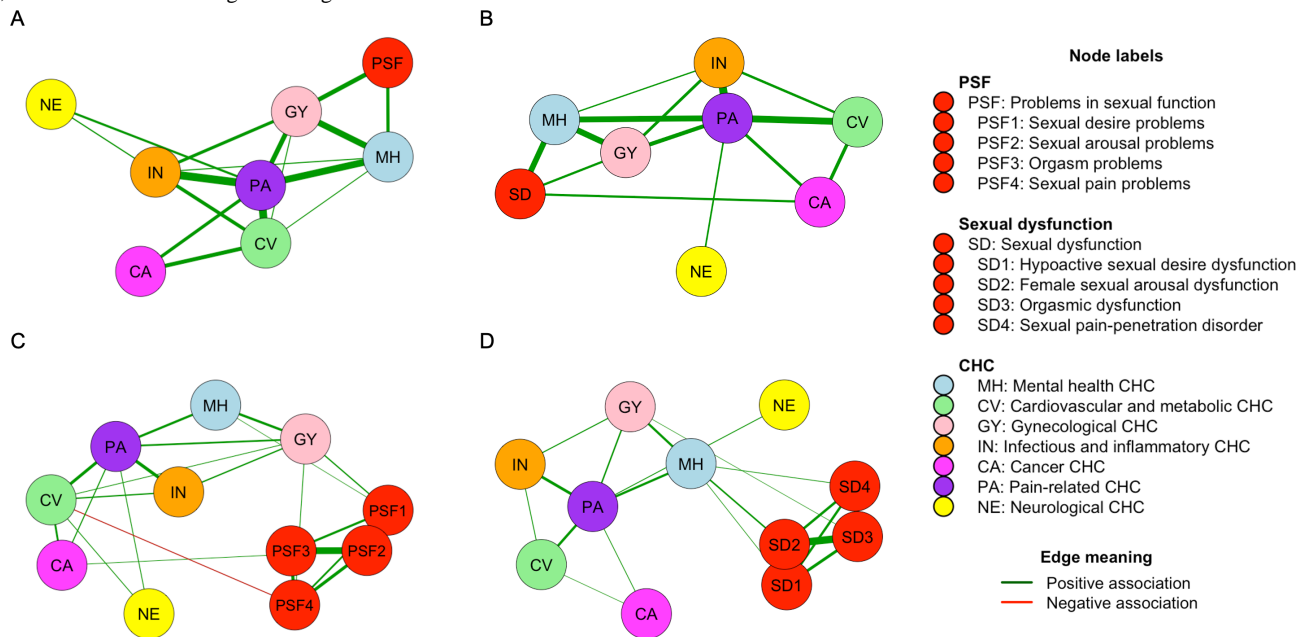 A
B
PSF
NE
GY
MH
IN
PA
CV
CA
IN
MH
PA
CV
GY
SD
CA
NE
Node labels
PSF
PSF: Problems in sexual function
PSF1: Sexual desire problems
PSF2: Sexual arousal problems
PSF3: Orgasm problems
PSF4: Sexual pain problems
Sexual dysfunction
SD: Sexual dysfunction
SD1: Hypoactive sexual desire dysfunction
SD2: Female sexual arousal dysfunction
SD3: Orgasmic dysfunction
SD4: Sexual pain-penetration disorder
CHC
MH: Mental health CHC
CV: Cardiovascular and metabolic CHC
GY: Gynecological CHC
IN: Infectious and inflammatory CHC
CA: Cancer CHC
PA: Pain-related CHC
NE: Neurological CHC
Edge meaning
Positive association
Negative association
C
D
MH
GY
PA
IN
CV
PSF1
PSF3
PSF2
CA
PSF4
NE
GY
NE
IN
MH
SD4
PA
SD3
SD2
CV
SD1
CA